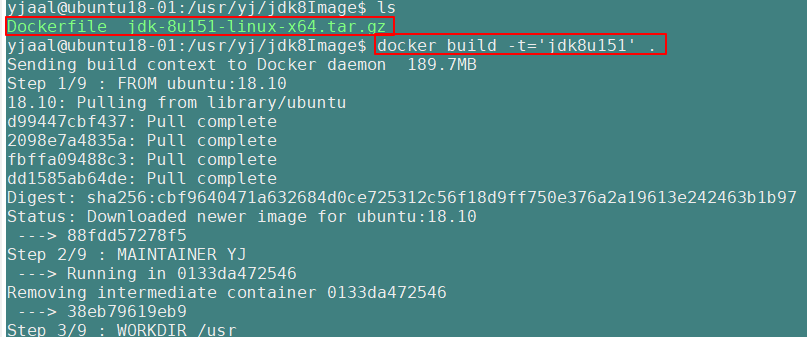 yjaal@ubuntu18-01:/usr/yj/jdk8Image$ ls
Dockerfile  jdk-8u151-linux-x64.tar.gz
yjaal@ubuntu18-01:/usr/yj/jdk8Image$ docker build -t='jdk8u151' .
Sending build context to Docker daemon  189.7MB
Step 1/9 : FROM ubuntu:18.10
18.10: Pulling from library/ubuntu
d99447cbf437: Pull complete
2098e7a4835a: Pull complete
fbffa09488c3: Pull complete
dd1585ab64de: Pull complete
Digest: sha256:cbf9640471a632684d0ce725312c56f18d9ff750e376a2a19613e242463b1b97
Status: Downloaded newer image for ubuntu:18.10
 ---> 88fdd57278f5
Step 2/9 : MAINTAINER YJ
 ---> Running in 0133da472546
Removing intermediate container 0133da472546
 ---> 38eb79619eb9
Step 3/9 : WORKDIR /usr